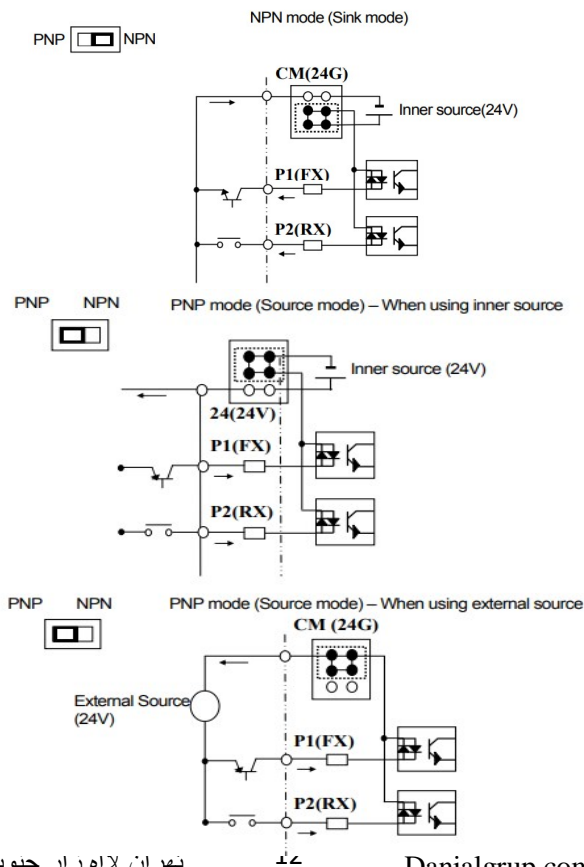 NPN mode (Sink mode)
PNP NPN
CM(24G)
Inner source(24V)
P1(FX)
P2(RX)
PNP NPN PNP mode (Source mode) – When using inner source
Inner source (24V)
24(24V)
P1(FX)
P2(RX)
PNP NPN PNP mode (Source mode) – When using external source
CM (24G)
External Source
(24V)
P1(FX)
P2(RX)